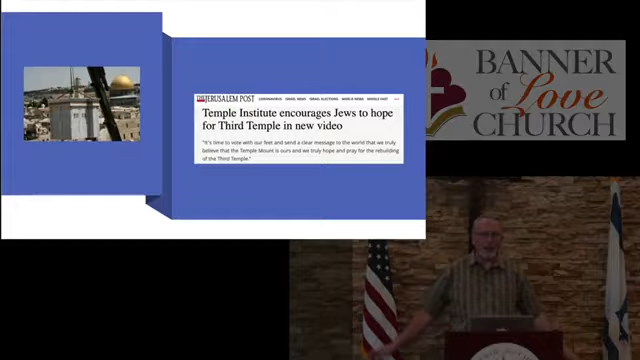 THE JERUSALEM POST
CORONAVIRUS ISRAEL NEWS ISRAEL ELECTIONS WORLD NEWS MIDDLE EAST
Temple Institute encourages Jews to hope
for Third Temple in new video
"It's time to vote with our feet and send a clear message to the world that we truly
believe that the Temple Mount is ours and we truly hope and pray for the rebuilding
of the Third Temple."
BANNER
of Love
CHURCH